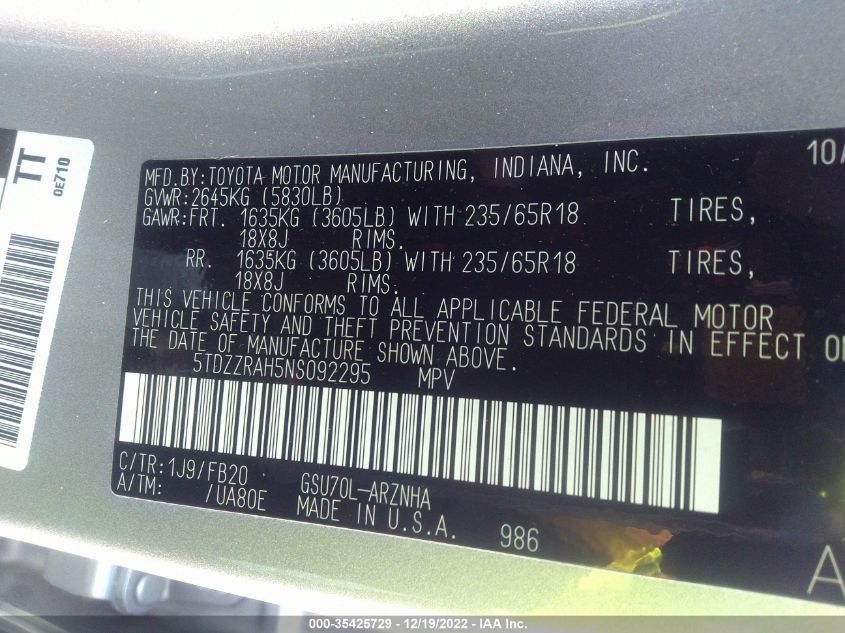 TT
0E710
10/
MFD.BY:TOYOTA MOTOR MANUFACTURING, INDIANA, INC.
GVWR:2645KG (5830LB)
GAWR:FRT. 1635KG (3605LB) WITH 235/65R18 TIRES,
18X8J RIMS.
RR. 1635KG (3605LB) WITH 235/65R18 TIRES,
18X8J RIMS.
THIS VEHICLE CONFORMS TO ALL APPLICABLE FEDERAL MOTOR
VEHICLE SAFETY AND THEFT PREVENTION STANDARDS IN EFFECT O
THE DATE OF MANUFACTURE SHOWN ABOVE.
5TDZZRAH5NS092295 MPV
C/TR:1J9/FB20 GSU70L-ARZNHA
A/TM: /UA80E MADE IN U.S.A. 986
A
000-35425729 - 12/19/2022 - IAA Inc.